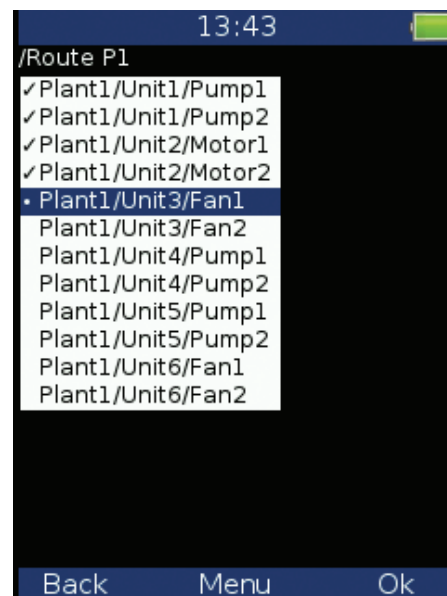 13:43
/Route P1
✓Plant1/Unit1/Pump1
✓Plant1/Unit1/Pump2
✓Plant1/Unit2/Motor1
✓Plant1/Unit2/Motor2
• Plant1/Unit3/Fan1
Plant1/Unit3/Fan2
Plant1/Unit4/Pump1
Plant1/Unit4/Pump2
Plant1/Unit5/Pump1
Plant1/Unit5/Pump2
Plant1/Unit6/Fan1
Plant1/Unit6/Fan2
Back Menu Ok